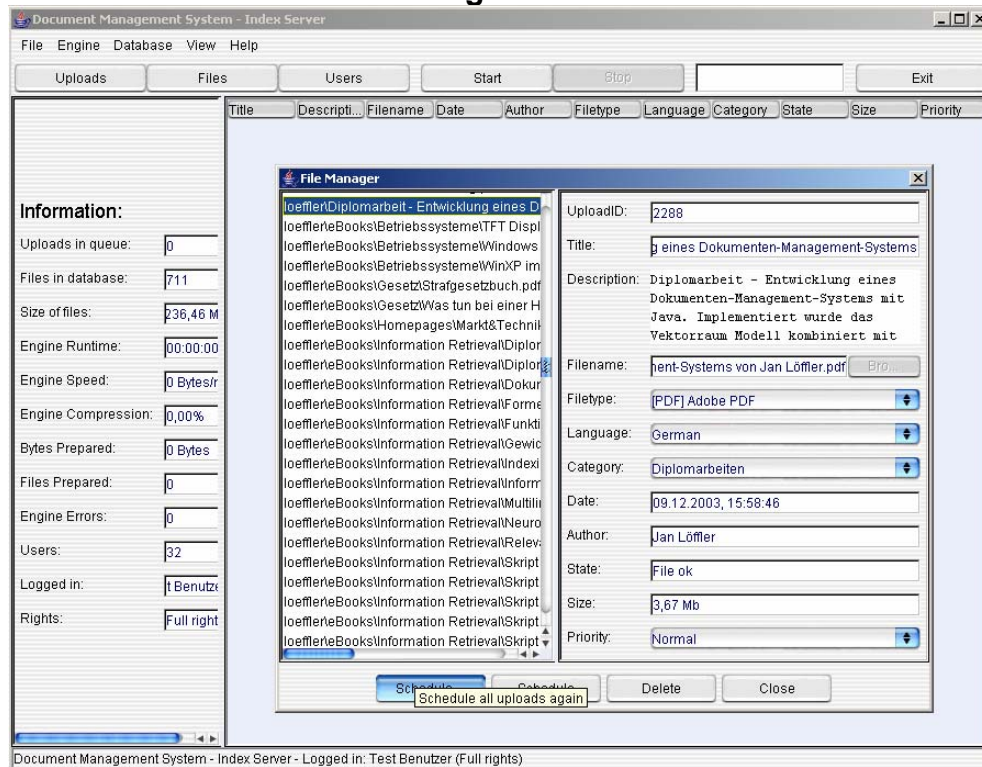 Document Management System - Index Server
File Engine Database View Help
Uploads Files Users Start Stop Exit
Title Descripti... Filename Date Author Filetype Language Category State Size Priority
Information:
Uploads in queue: 0
Files in database: 711
Size of files: 236,46 M
Engine Runtime: 00:00:00
Engine Speed: 0 Bytes/r
Engine Compression: 0,00%
Bytes Prepared: 0 Bytes
Files Prepared: 0
Engine Errors: 0
Users: 32
Logged in: t Benutze
Rights: Full right
File Manager
loeffler\Diplomarbeit - Entwicklung eines D
loeffler\eBooks\Betriebssysteme\TFT Displ
loeffler\eBooks\Betriebssysteme\Windows
loeffler\eBooks\Betriebssysteme\WinXP im
loeffler\eBooks\Gesetz\Strafgesetzbuch.pdf
loeffler\eBooks\Gesetz\Was tun bei einer H
loeffler\eBooks\Homepages\Markt&Technik
loeffler\eBooks\Information Retrieval\Diplor
loeffler\eBooks\Information Retrieval\Diplor
loeffler\eBooks\Information Retrieval\Dokur
loeffler\eBooks\Information Retrieval\Forme
loeffler\eBooks\Information Retrieval\Funkti
loeffler\eBooks\Information Retrieval\Gewic
loeffler\eBooks\Information Retrieval\Indexi
loeffler\eBooks\Information Retrieval\Inform
loeffler\eBooks\Information Retrieval\Multilii
loeffler\eBooks\Information Retrieval\Neuro
loeffler\eBooks\Information Retrieval\Relev
loeffler\eBooks\Information Retrieval\Skript
loeffler\eBooks\Information Retrieval\Skript
loeffler\eBooks\Information Retrieval\Skript
loeffler\eBooks\Information Retrieval\Skript
loeffler\eBooks\Information Retrieval\Skript
UploadID: 2288
Title: g eines Dokumenten-Management-Systems
Description: Diplomarbeit - Entwicklung eines
Dokumenten-Management-Systems mit
Java. Implementiert wurde das
Vektorraum Modell kombiniert mit
Filename: nent-Systems von Jan Löffler.pdf Bro...
Filetype: [PDF] Adobe PDF
Language: German
Category: Diplomarbeiten
Date: 09.12.2003, 15:58:46
Author: Jan Löffler
State: File ok
Size: 3,67 Mb
Priority: Normal
Delete Close
Schedule all uploads again
Document Management System - Index Server - Logged in: Test Benutzer (Full rights)